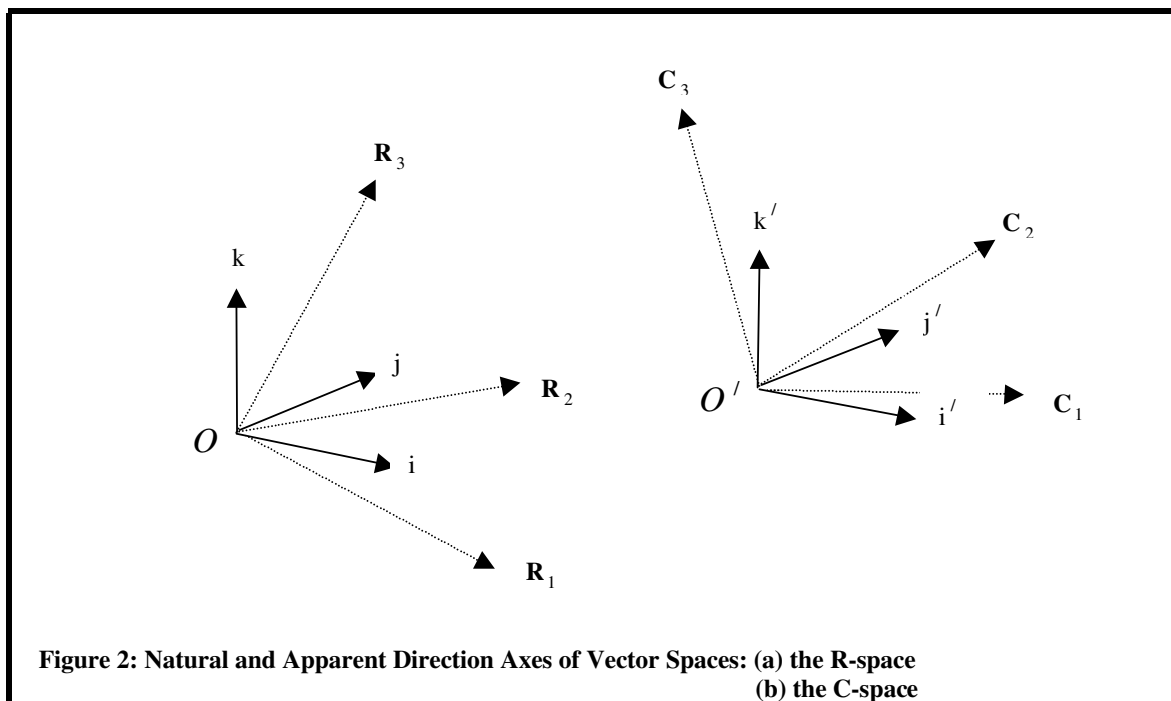 R₃
k
j
R₂
O
i
R₁
C₃
k′
C₂
j′
O′
i′
C₁
Figure 2: Natural and Apparent Direction Axes of Vector Spaces: (a) the R-space
(b) the C-space